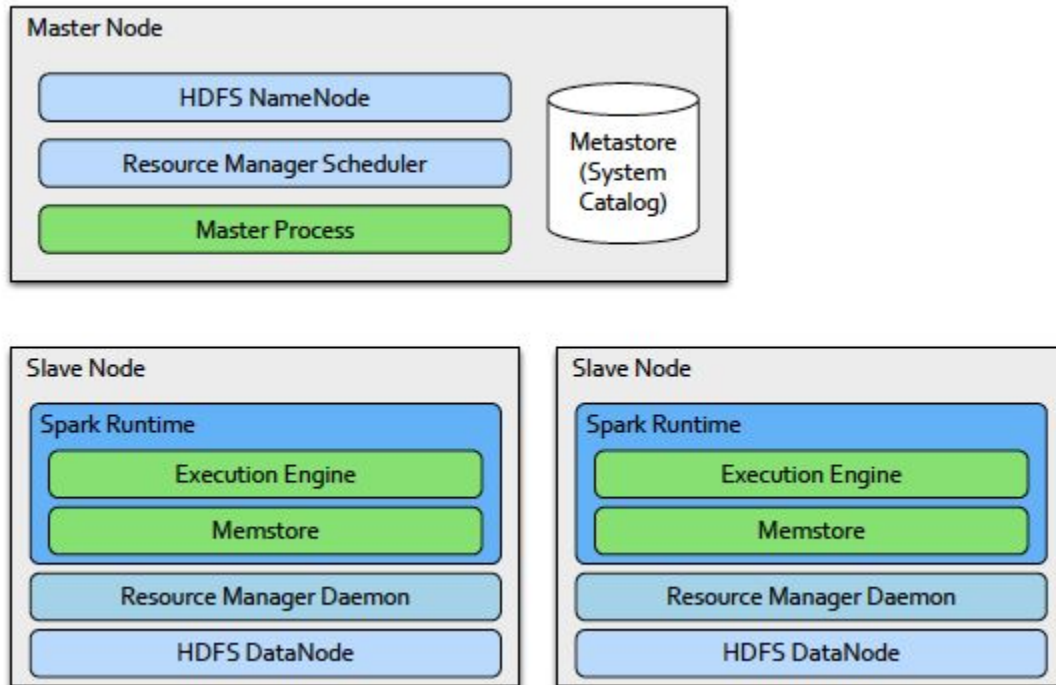 Master Node
HDFS NameNode
Resource Manager Scheduler
Master Process
Metastore
(System
Catalog)
Slave Node
Spark Runtime
Execution Engine
Memstore
Resource Manager Daemon
HDFS DataNode
Slave Node
Spark Runtime
Execution Engine
Memstore
Resource Manager Daemon
HDFS DataNode